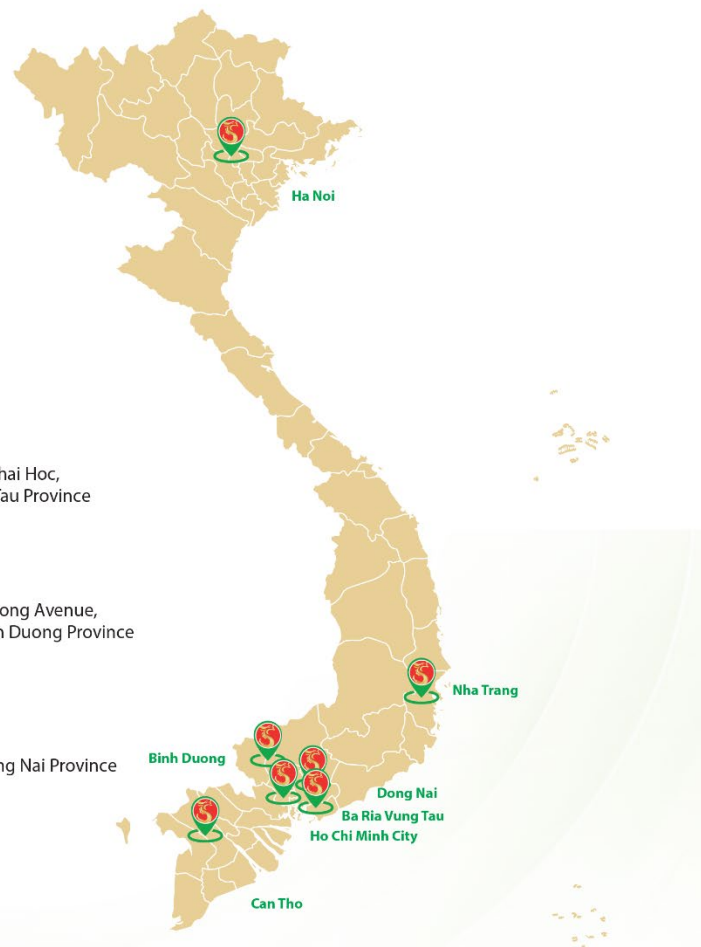 Ha Noi
hai Hoc,
Tau Province
ong Avenue,
h Duong Province
Nha Trang
Binh Duong
ng Nai Province
Dong Nai
Ba Ria Vung Tau
Ho Chi Minh City
Can Tho